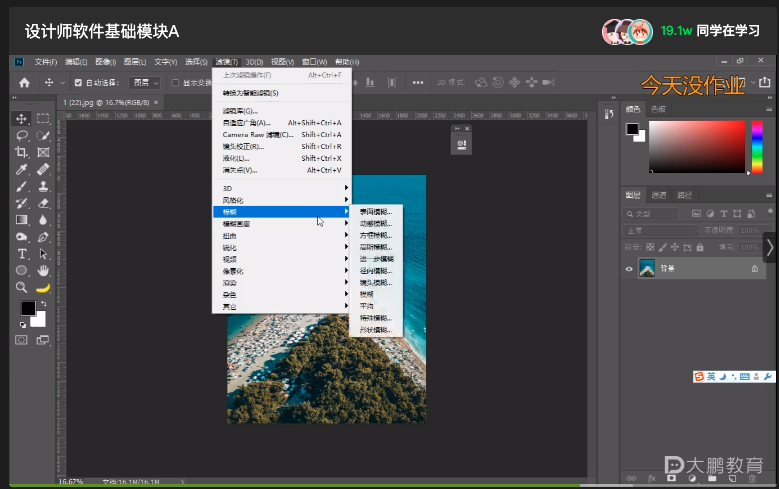 设计师软件基础模块A
19.1w 同学在学习
Ps 文件(F) 编辑(E) 图像(I) 图层(L) 文字(Y) 选择(S) 滤镜(T) 3D(D) 视图(V) 窗口(W) 帮助(H)
自动选择: 图层 显示变换 3D 模式:
今天没作业
1 (22).jpg @ 16.7%(RGB/8) ×
上次滤镜操作(F) Alt+Ctrl+F
转换为智能滤镜(S)
滤镜库(G)...
自适应广角(A)... Alt+Shift+Ctrl+A
Camera Raw 滤镜(C)... Shift+Ctrl+A
镜头校正(R)... Shift+Ctrl+R
液化(L)... Shift+Ctrl+X
消失点(V)... Alt+Ctrl+V
3D
风格化
模糊
模糊画廊
扭曲
锐化
视频
像素化
渲染
杂色
其它
表面模糊...
动感模糊...
方框模糊...
高斯模糊...
进一步模糊
径向模糊...
镜头模糊...
模糊
平均
特殊模糊...
形状模糊...
颜色 色板
图层 通道 路径
类型
正常 不透明度: 100%
锁定: 填充: 100%
背景
英
大鹏教育
16.67% 文档:16.1M/16.1M